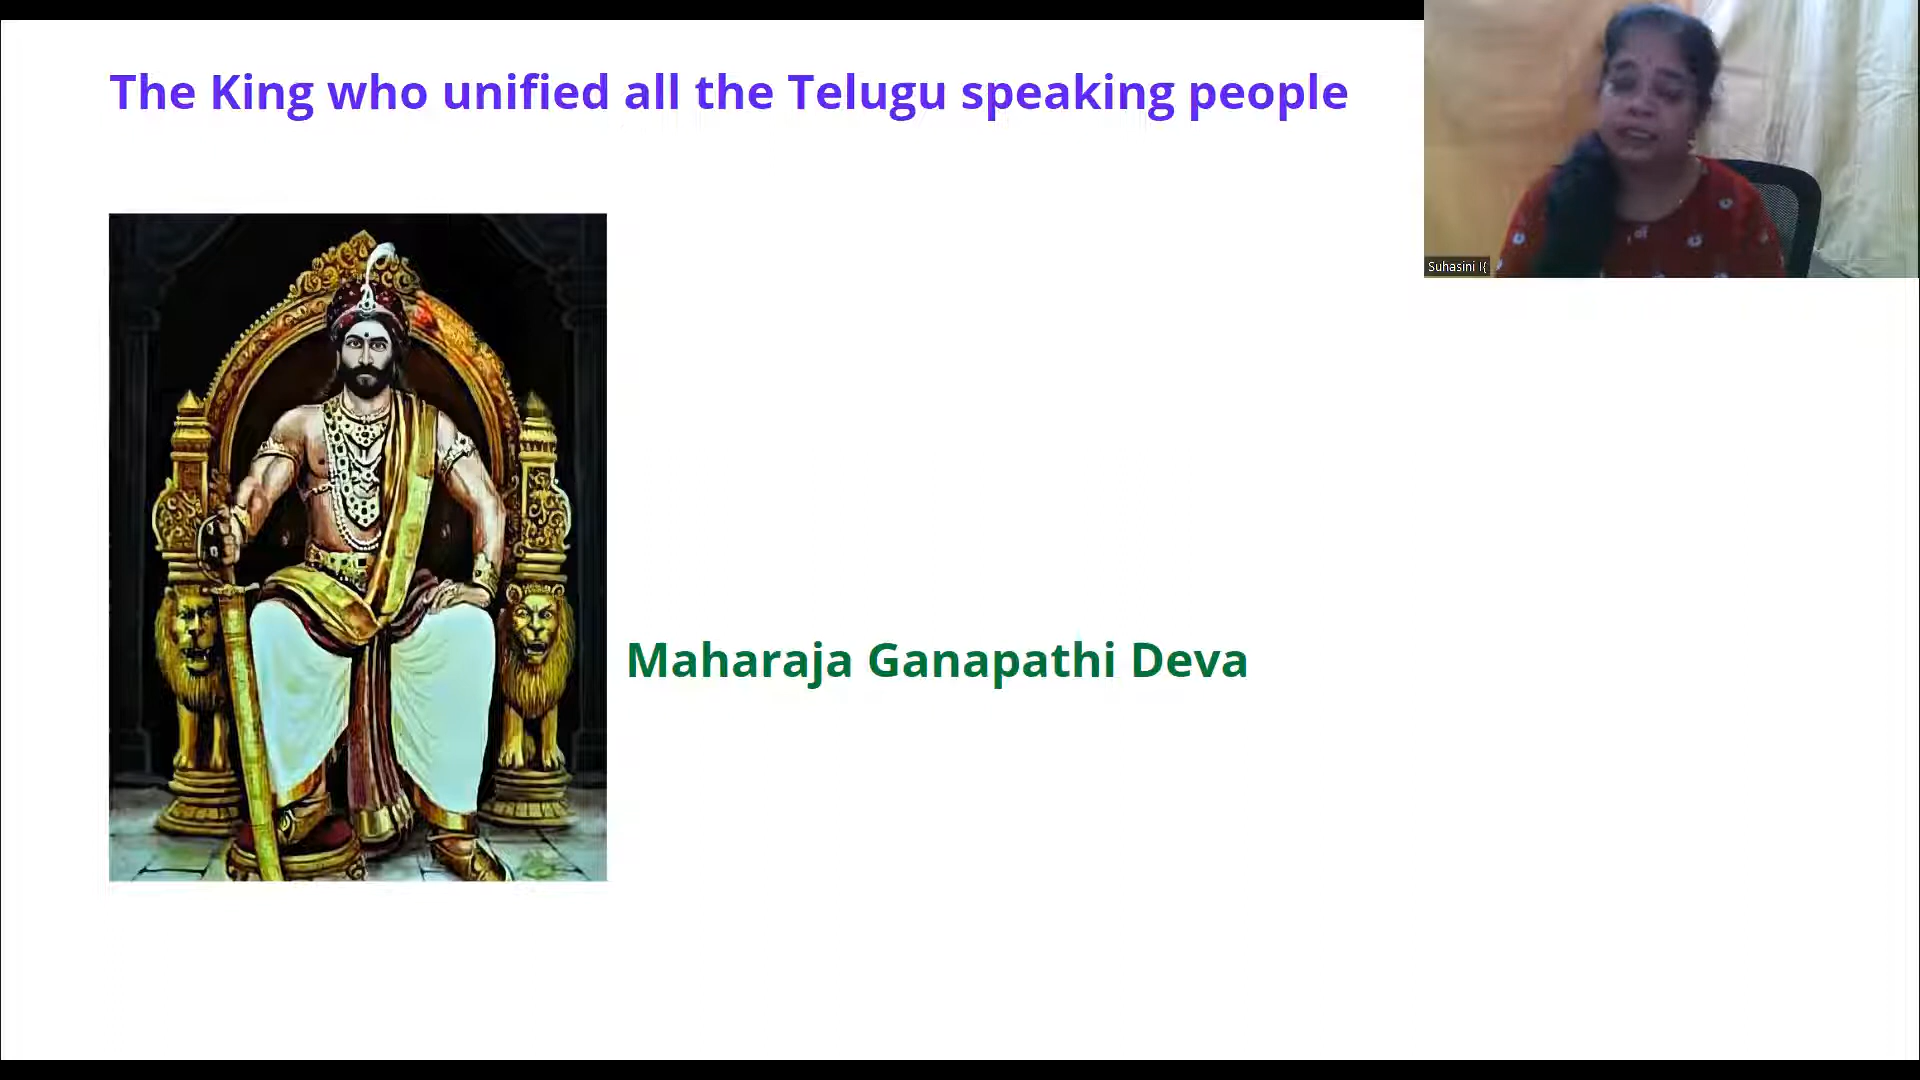 The King who unified all the Telugu speaking people
Suhasini
Maharaja Ganapathi Deva